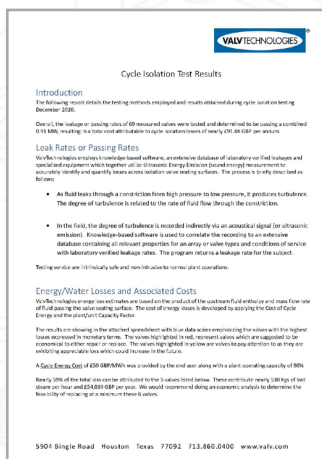 VALVTECHNOLOGIES®
Cycle Isolation Test Results
Introduction
The following report details the testing methods employed and results obtained during cycle isolation testing
December 2020.
Overall, the leakage or passing rates of 69 measured valves were tested and determined to be passing a combined
MW, resulting in a total cost attributable to cycle isolation losses of nearly £91.8K GBP per annum
Leak Rates or Passing Rates
ValvTechnologies employs knowledge-based software, an extensive database of laboratory verified leakages and
specialized equipment which together utilize Ultrasonic Energy Emission (sound energy) measurement to
accurately identify and quantify losses across isolation valve seating surfaces. The process is briefly described as
follows:
• As fluid leaks through a constriction from high pressure to low pressure, it produces turbulence.
The degree of turbulence is related to the rate of fluid flow through the constriction.
• In the field, the degree of turbulence is recorded indirectly via an acoustical signal (or ultrasonic
emission). Knowledge-based software is used to correlate the recording to an extensive
database containing all relevant properties for an array or valve types and conditions of service
with laboratory verified leakage rates. The program returns a leakage rate for the subject.
Testing service are intrinsically safe and non-intrusive to normal plant operations.
Energy/Water Losses and Associated Costs
ValvTechnologies energy loss estimates are based on the product of the upstream fluid enthalpy and mass flow rate
of fluid passing the valve seating surface. The cost of energy losses is developed by applying the Cost of Cycle
Energy and the plant/unit Capacity Factor.
The results are showing in the attached spreadsheet with blue data scales emphasizing the valves with the highest
losses expressed in monetary terms. The valves highlighted in red, represent valves which are suggested to be
economical to either repair or replace. The valves highlighted in yellow are valves to pay attention to as they are
exhibiting appreciable loss which could increase in the future.
A Cycle Energy Cost of £50 GBP/MWh was provided by the end user along with a plant operating capacity of 90%
Nearly 59% of the total loss can be attributed to the 5 valves listed below. These contribute nearly 530 Kgs of lost
steam per hour and GBP per year. We would recommend doing an economic analysis to determine the
feasibility of replacing at a minimum these 6 valves.
5904 Bingle Road Houston Texas 77092 713.860.0400 www.valv.com